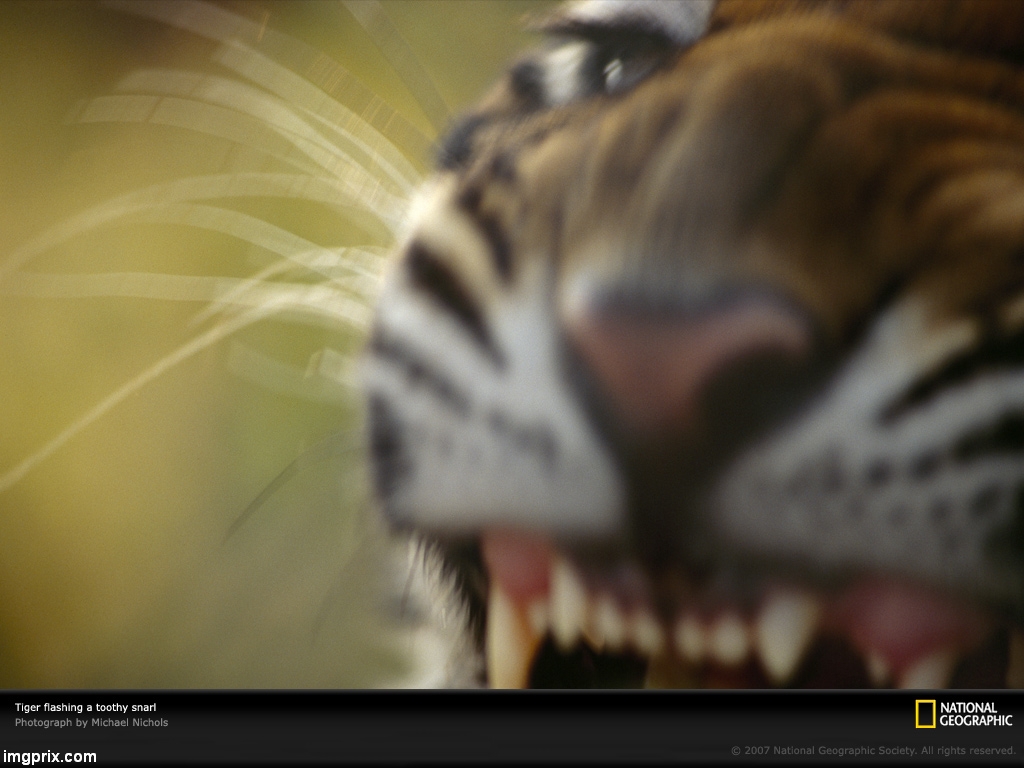 Tiger flashing a toothy snarl
Photograph by Michael Nichols
NATIONAL
GEOGRAPHIC
© 2007 National Geographic Society. All rights reserved.
imgprix.com